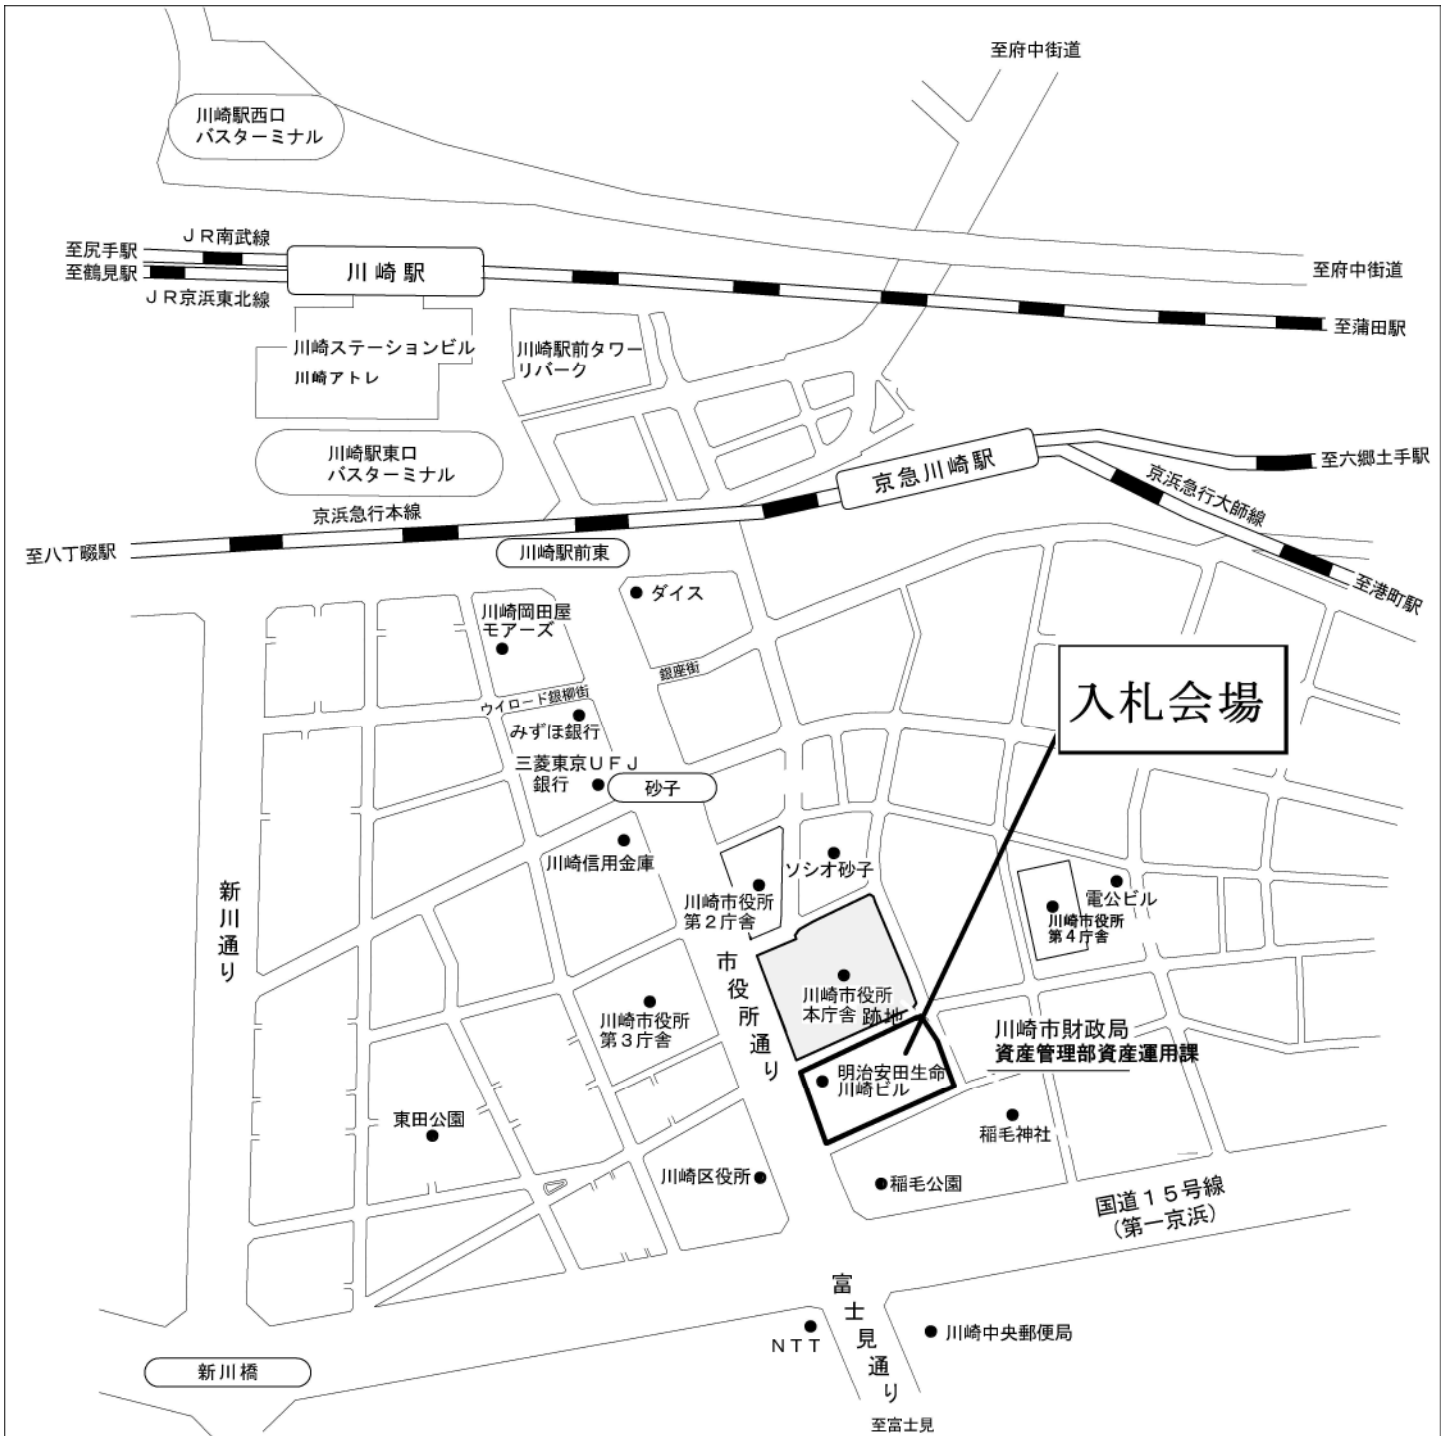 至府中街道
川崎駅西口
バスターミナル
ＪＲ南武線
至尻手駅
至鶴見駅
ＪＲ京浜東北線
川崎駅
至府中街道
至蒲田駅
川崎ステーションビル
川崎アトレ
川崎駅前タワー
リバーク
川崎駅東口
バスターミナル
京急川崎駅
至六郷土手駅
京浜急行大師線
京浜急行本線
至八丁畷駅
川崎駅前東
至港町駅
ダイス
川崎岡田屋
モアーズ
銀座街
ウイロード銀柳街
みずほ銀行
入札会場
三菱東京ＵＦＪ
銀行
砂子
川崎信用金庫
ソシオ砂子
新川通り
川崎市役所
第２庁舎
電公ビル
川崎市役所
第４庁舎
市役所通り
川崎市役所
本庁舎 跡地
川崎市役所
第３庁舎
川崎市財政局
資産管理部資産運用課
明治安田生命
川崎ビル
東田公園
稲毛神社
川崎区役所
稲毛公園
国道１５号線
（第一京浜）
富士見通り
ＮＴＴ
川崎中央郵便局
新川橋
至富士見